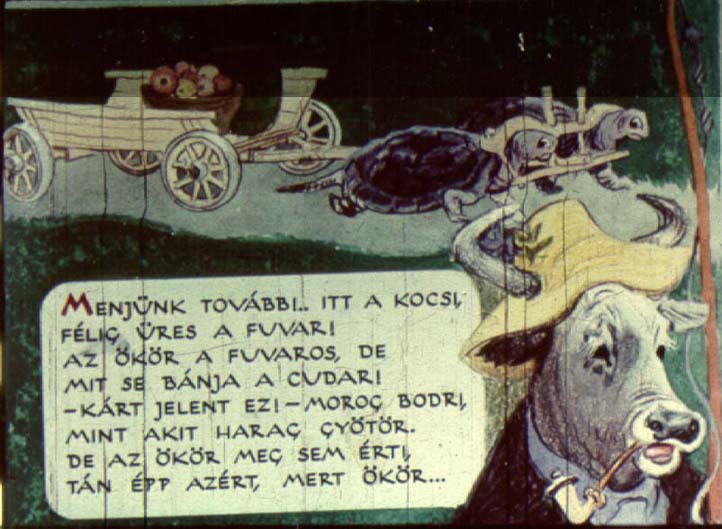 MENJÜNK TOVÁBB!.. ITT A KOCSI,
FÉLIG ÜRES A FUVAR!
AZ ÖKÖR A FUVAROS, DE
MIT SE BÁNJA A CUDAR!
-KÁRT JELENT EZ!-MOROG BODRI,
MINT AKIT HARAG GYÖTÖR.
DE AZ ÖKÖR MEG SEM ÉRTI,
TÁN ÉPP AZÉRT, MERT ÖKÖR...